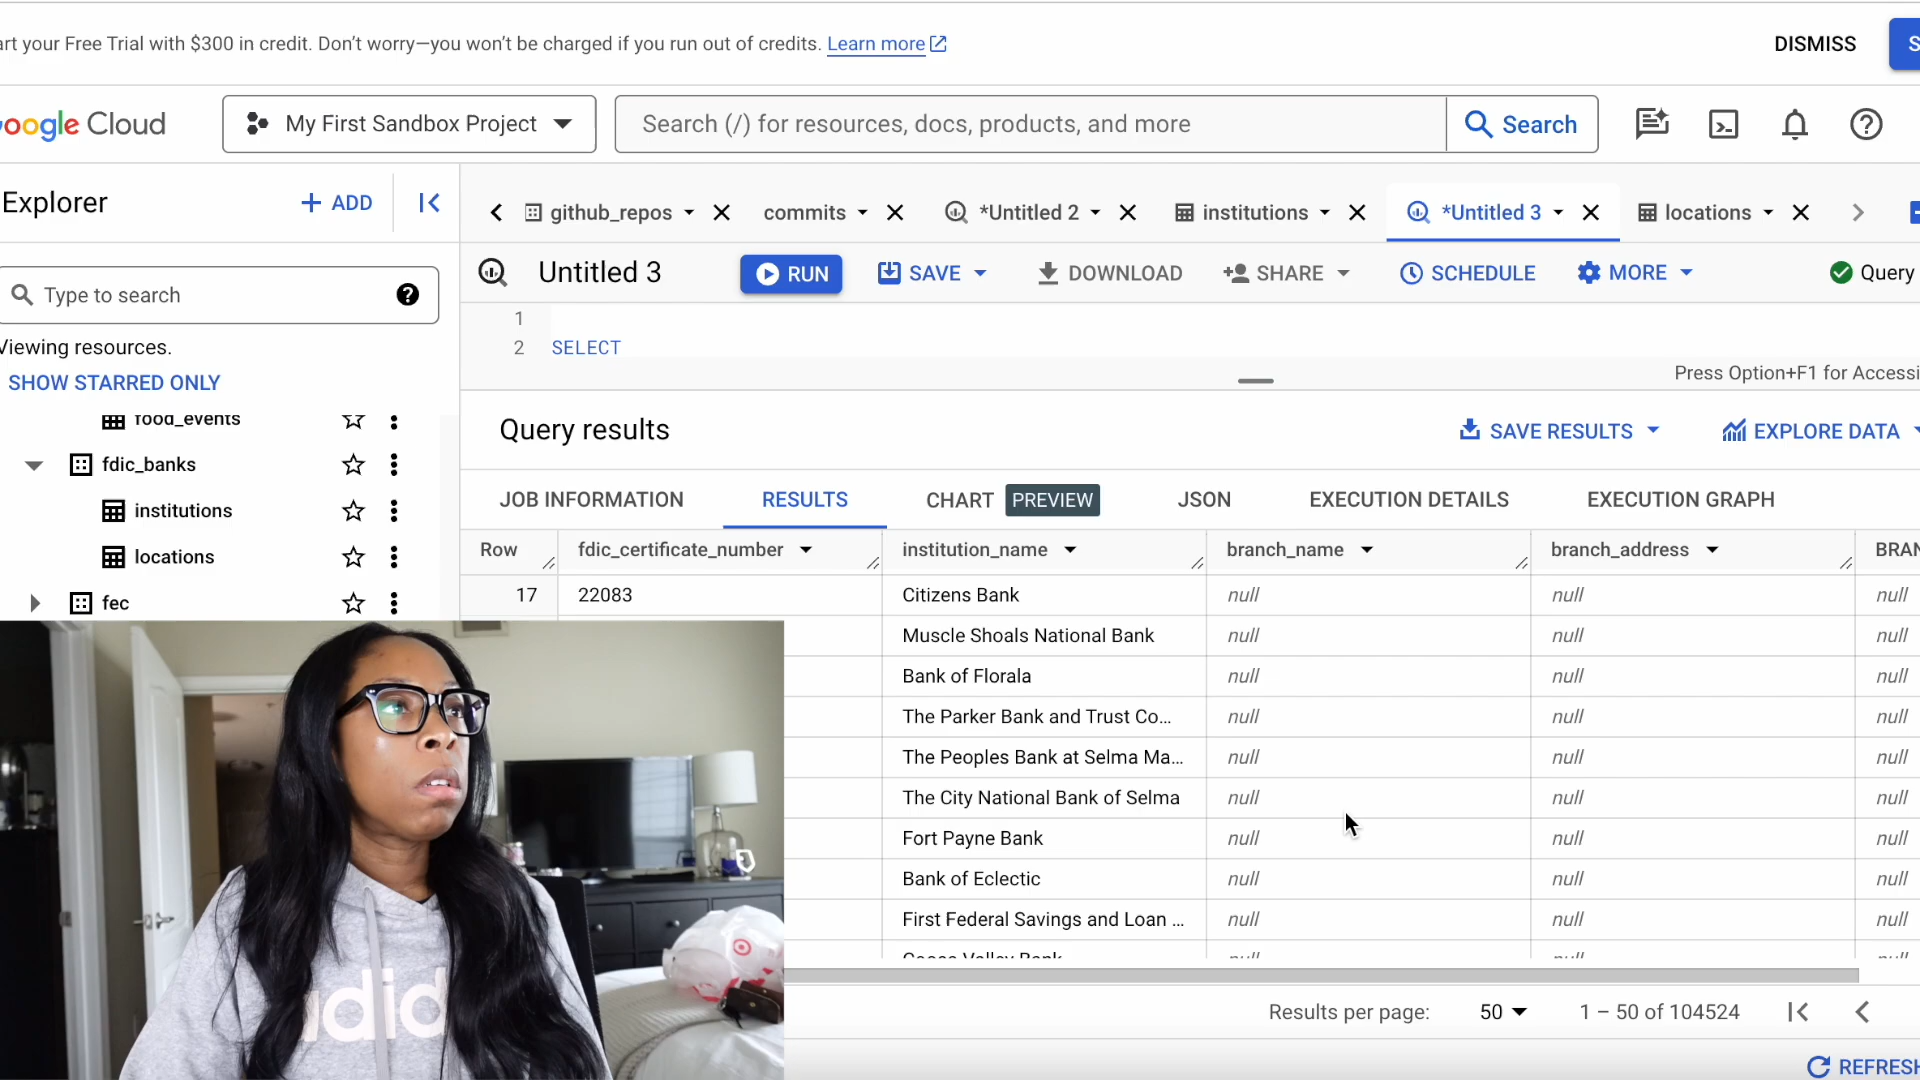 art your Free Trial with $300 in credit. Don't worry—you won't be charged if you run out of credits. Learn more
DISMISS
S
oogle Cloud
My First Sandbox Project
Search (/) for resources, docs, products, and more
Search
Explorer
+ ADD
github_repos
commits
*Untitled 2
institutions
*Untitled 3
locations
Untitled 3
RUN
SAVE
DOWNLOAD
SHARE
SCHEDULE
MORE
Query
Type to search
1
2 SELECT
Viewing resources.
SHOW STARRED ONLY
Press Option+F1 for Accessi
food_events
fdic_banks
institutions
locations
fec
Query results
SAVE RESULTS
EXPLORE DATA
JOB INFORMATION
RESULTS
CHART PREVIEW
JSON
EXECUTION DETAILS
EXECUTION GRAPH
Row fdic_certificate_number institution_name branch_name branch_address BRAN
17 22083 Citizens Bank null null null
Muscle Shoals National Bank null null null
Bank of Florala null null null
The Parker Bank and Trust Co... null null null
The Peoples Bank at Selma Ma... null null null
The City National Bank of Selma null null null
Fort Payne Bank null null null
Bank of Eclectic null null null
First Federal Savings and Loan ... null null null
null null null
Results per page: 50 1 – 50 of 104524
REFRESH
adid